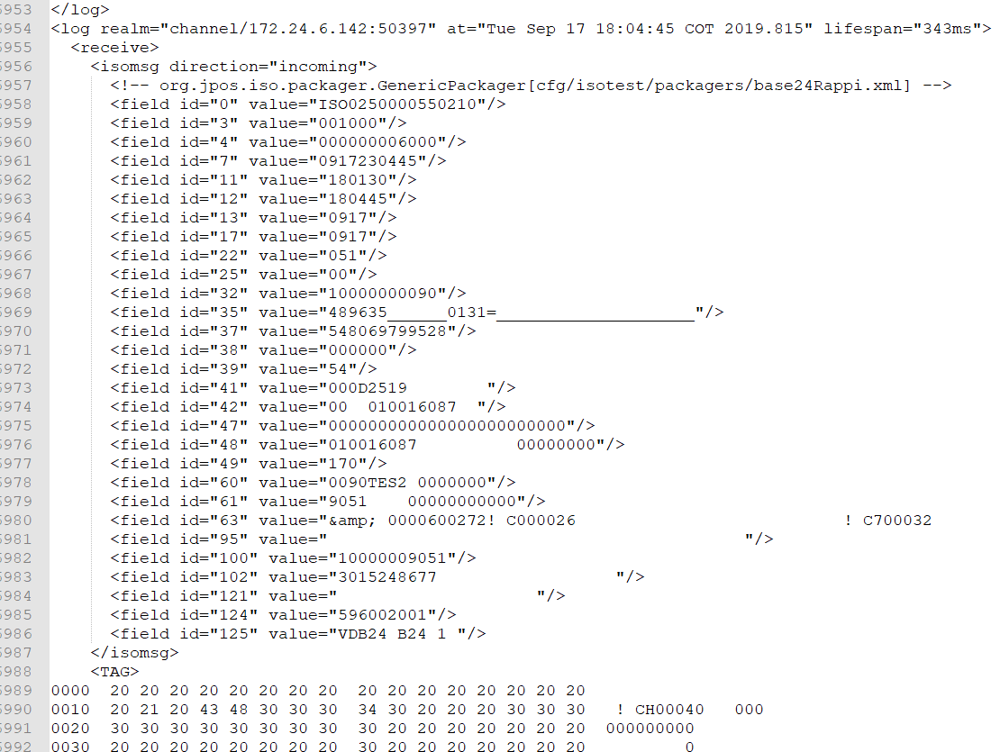 5953 </log>
5954 <log realm="channel/172.24.6.142:50397" at="Tue Sep 17 18:04:45 COT 2019.815" lifespan="343ms">
5955   <receive>
5956     <isomsg direction="incoming">
5957       <!-- org.jpos.iso.packager.GenericPackager[cfg/isotest/packagers/base24Rappi.xml] -->
5958       <field id="0" value="ISO0250000550210"/>
5959       <field id="3" value="001000"/>
5960       <field id="4" value="000000006000"/>
5961       <field id="7" value="0917230445"/>
5962       <field id="11" value="180130"/>
5963       <field id="12" value="180445"/>
5964       <field id="13" value="0917"/>
5965       <field id="17" value="0917"/>
5966       <field id="22" value="051"/>
5967       <field id="25" value="00"/>
5968       <field id="32" value="10000000090"/>
5969       <field id="35" value="489635______0131=____________________"/>
5970       <field id="37" value="548069799528"/>
5971       <field id="38" value="000000"/>
5972       <field id="39" value="54"/>
5973       <field id="41" value="000D2519        "/>
5974       <field id="42" value="00  010016087  "/>
5975       <field id="47" value="000000000000000000000000"/>
5976       <field id="48" value="010016087          00000000"/>
5977       <field id="49" value="170"/>
5978       <field id="60" value="0090TES2 0000000"/>
5979       <field id="61" value="9051    00000000000"/>
5980       <field id="63" value="&amp; 0000600272! C000026                           ! C700032
5981       <field id="95" value="                                          "/>
5982       <field id="100" value="10000009051"/>
5983       <field id="102" value="3015248677                  "/>
5984       <field id="121" value="                    "/>
5985       <field id="124" value="596002001"/>
5986       <field id="125" value="VDB24 B24 1 "/>
5987     </isomsg>
5988     <TAG>
5989 0000  20 20 20 20 20 20 20 20  20 20 20 20 20 20 20 20
5990 0010  20 21 20 43 48 30 30 30  34 30 20 20 20 30 30 30   ! CH00040   000
5991 0020  30 30 30 30 30 30 30 30  30 20 20 20 20 20 20 20  000000000
5992 0030  20 20 20 20 20 20 20 20  30 20 20 20 20 20 20 20          0